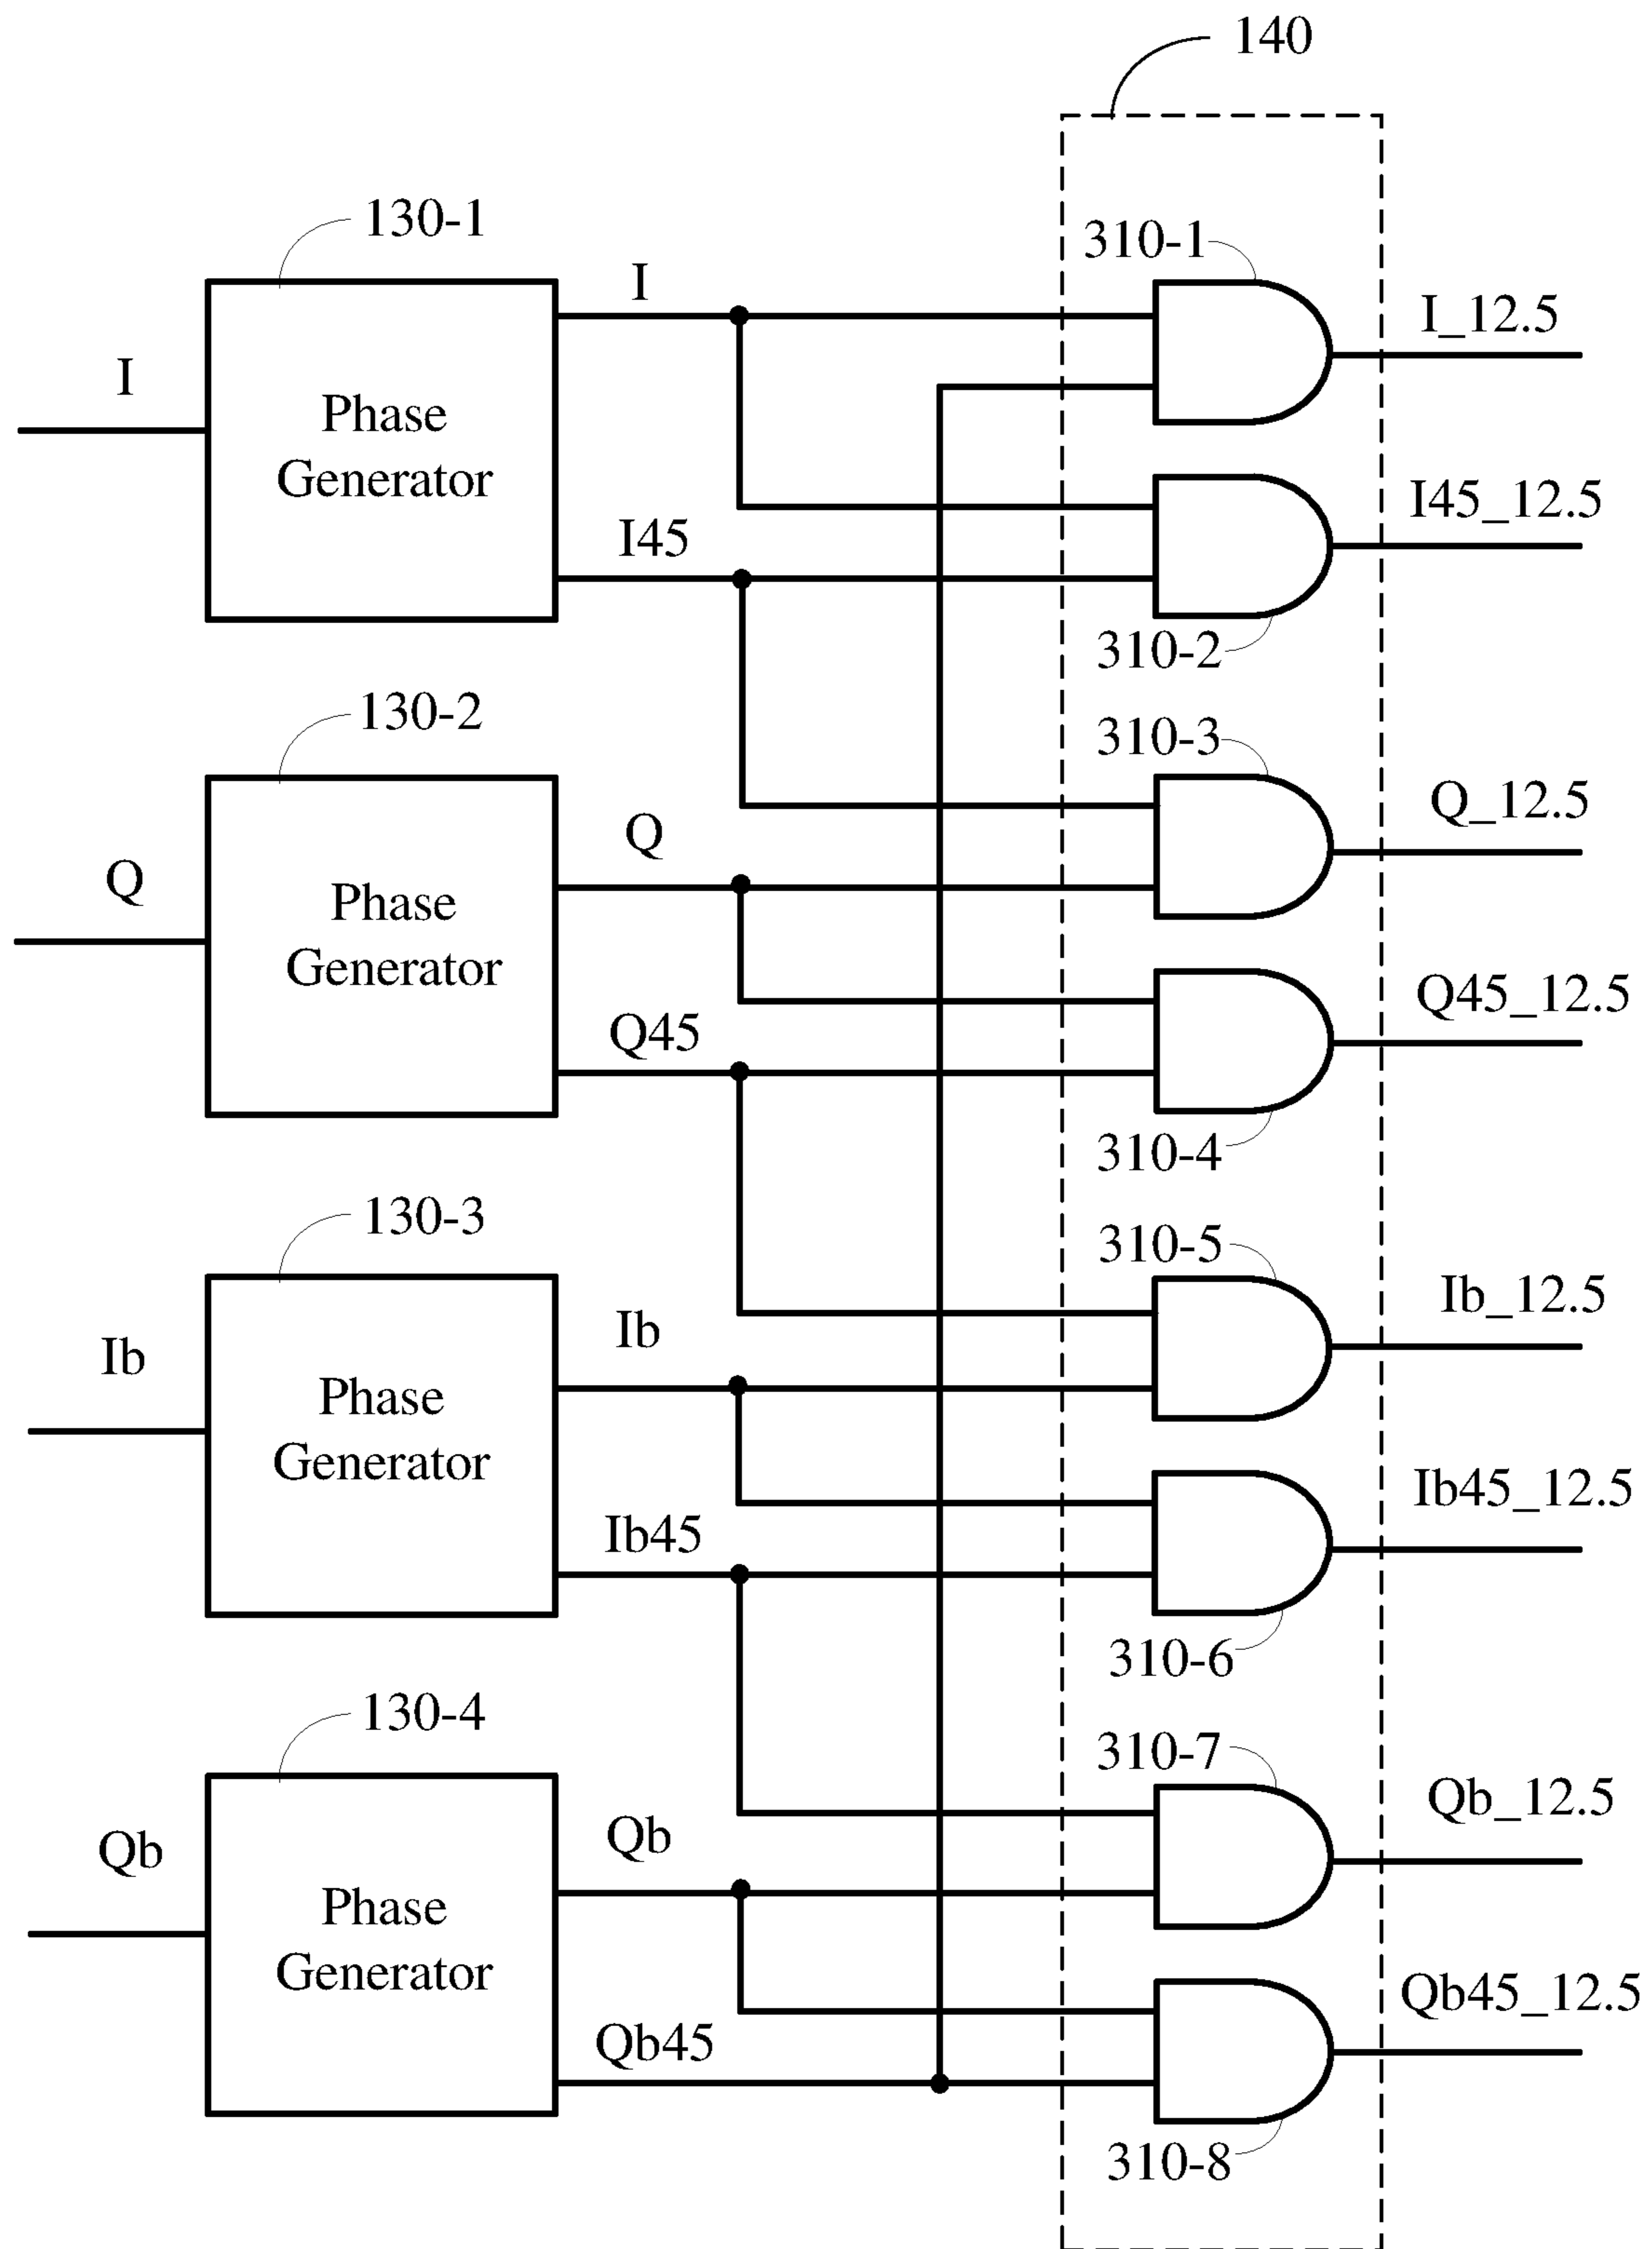 140
130-1
I
Phase
Generator
I
I45
310-1
I_12.5
I45_12.5
310-2
130-2
Q
Phase
Generator
Q
Q45
310-3
Q_12.5
Q45_12.5
310-4
130-3
Ib
Phase
Generator
Ib
Ib45
310-5
Ib_12.5
Ib45_12.5
310-6
130-4
Qb
Phase
Generator
Qb
Qb45
310-7
Qb_12.5
Qb45_12.5
310-8